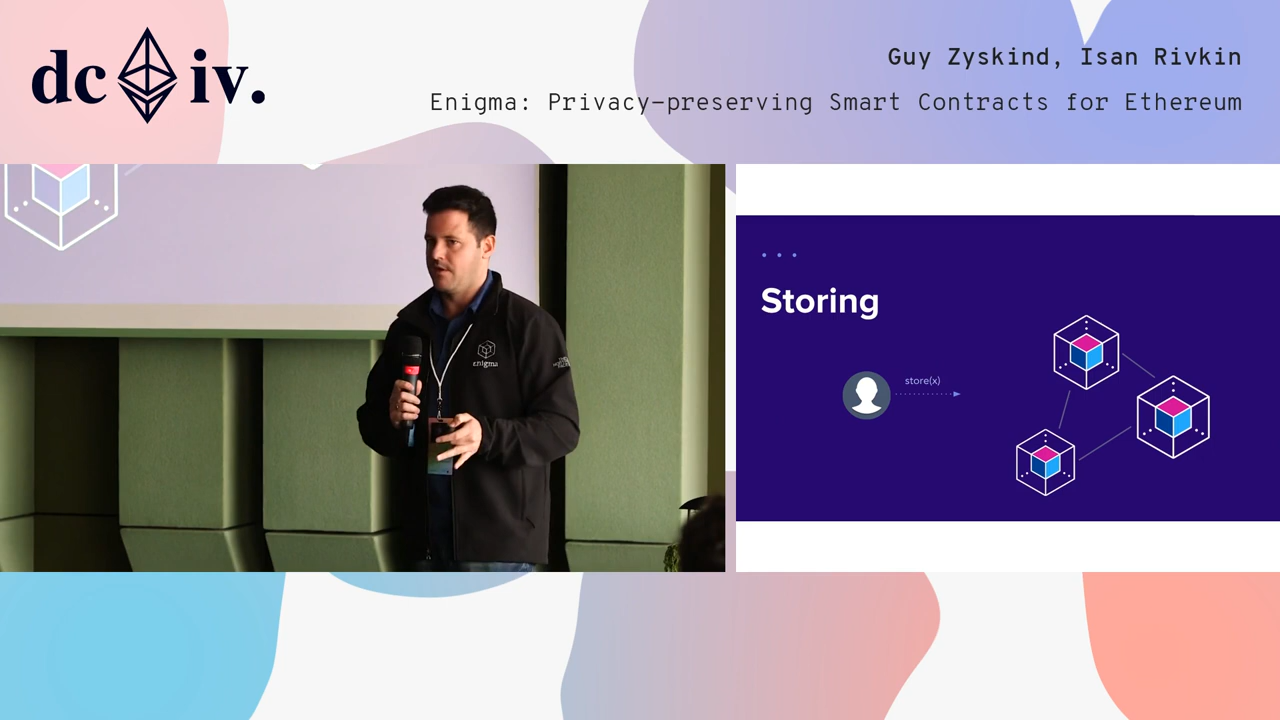 dc iv.
Guy Zyskind, Isan Rivkin
Enigma: Privacy-preserving Smart Contracts for Ethereum
enigma
Storing
store(x)